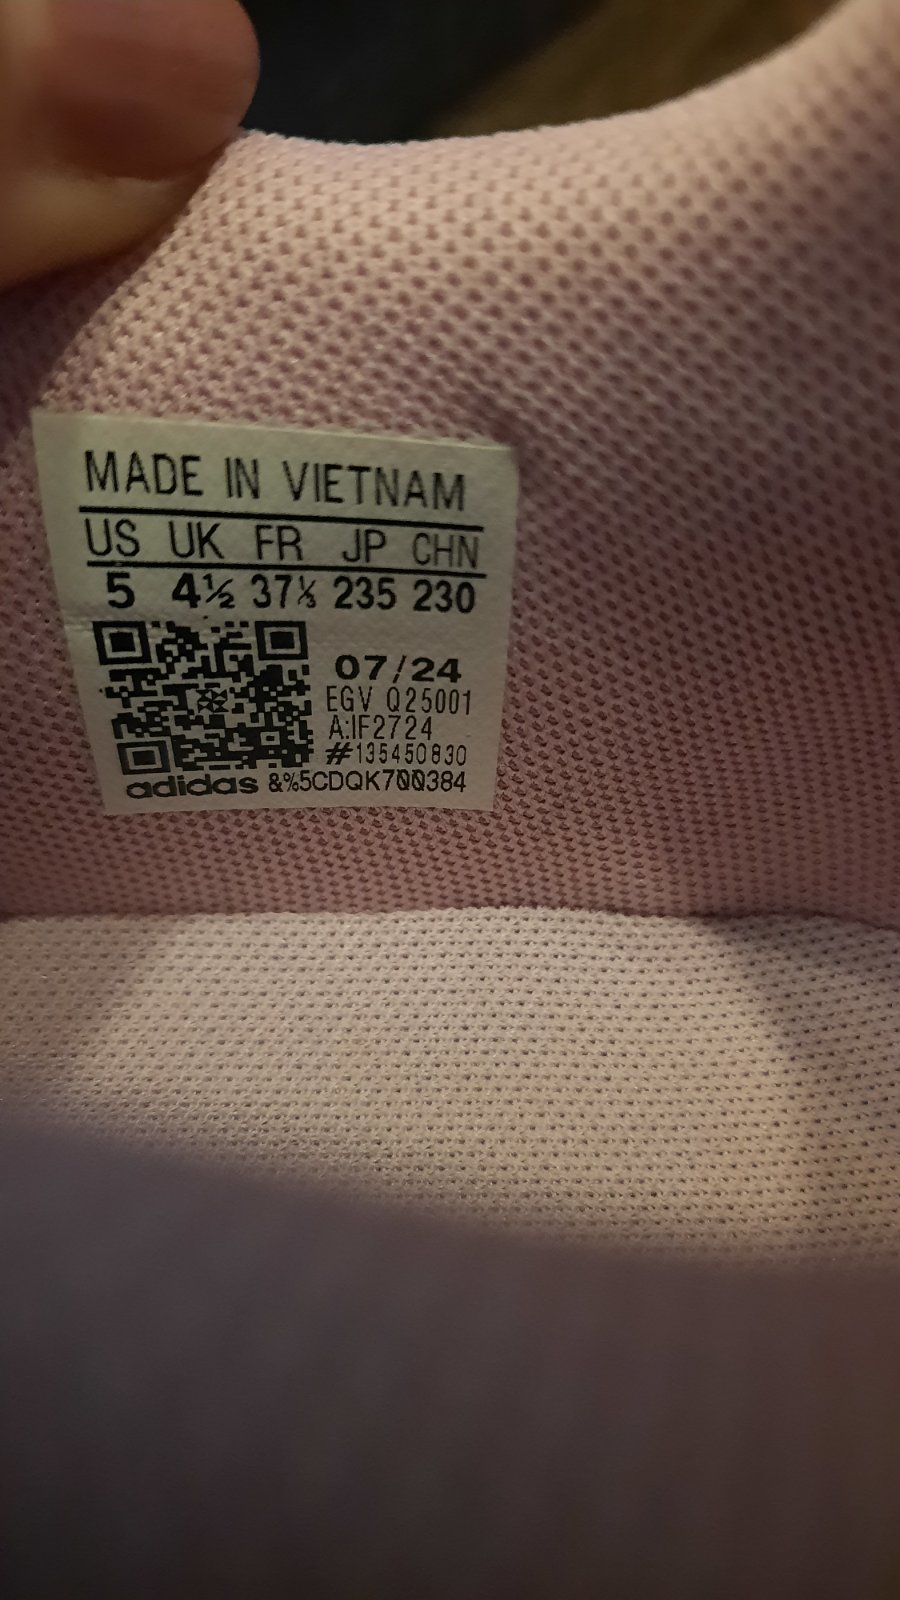 MADE IN VIETNAM
US UK FR JP CHN
5 4½ 37⅓ 235 230
07/24
EGV Q25001
A:IF2724
#135450830
adidas &%5CDQK700384